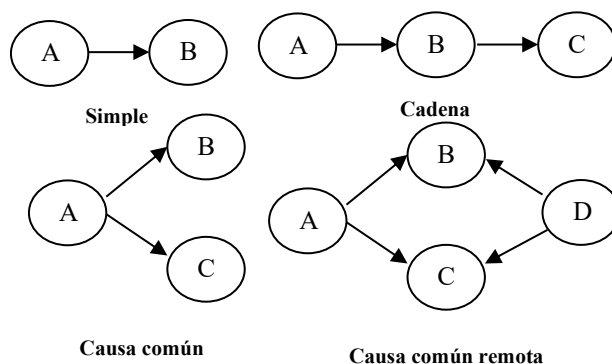 A B
Simple
A B C
Cadena
A B C
Causa común
A B C D
Causa común remota